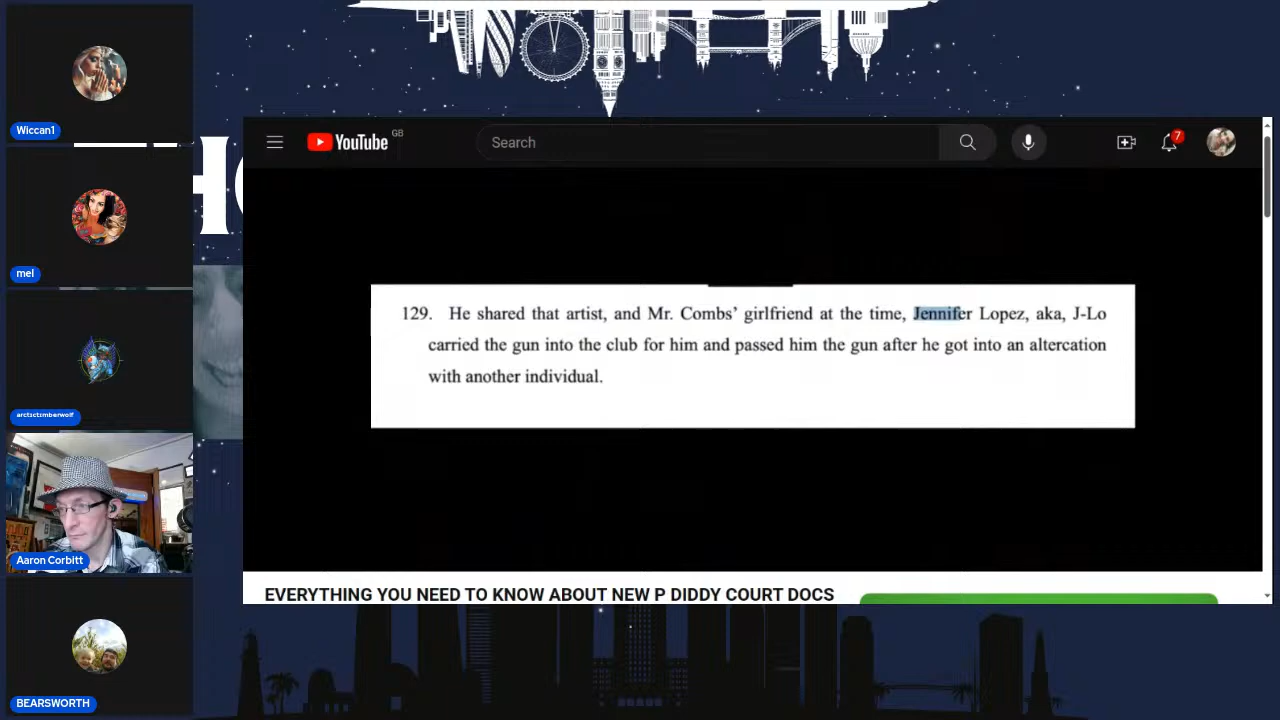 Wiccan1
mel
arct1ct1mberwolf
Aaron Corbitt
BEARSWORTH
YouTube GB
Search
7
129. He shared that artist, and Mr. Combs’ girlfriend at the time, Jennifer Lopez, aka, J-Lo
carried the gun into the club for him and passed him the gun after he got into an altercation
with another individual.
EVERYTHING YOU NEED TO KNOW ABOUT NEW P DIDDY COURT DOCS